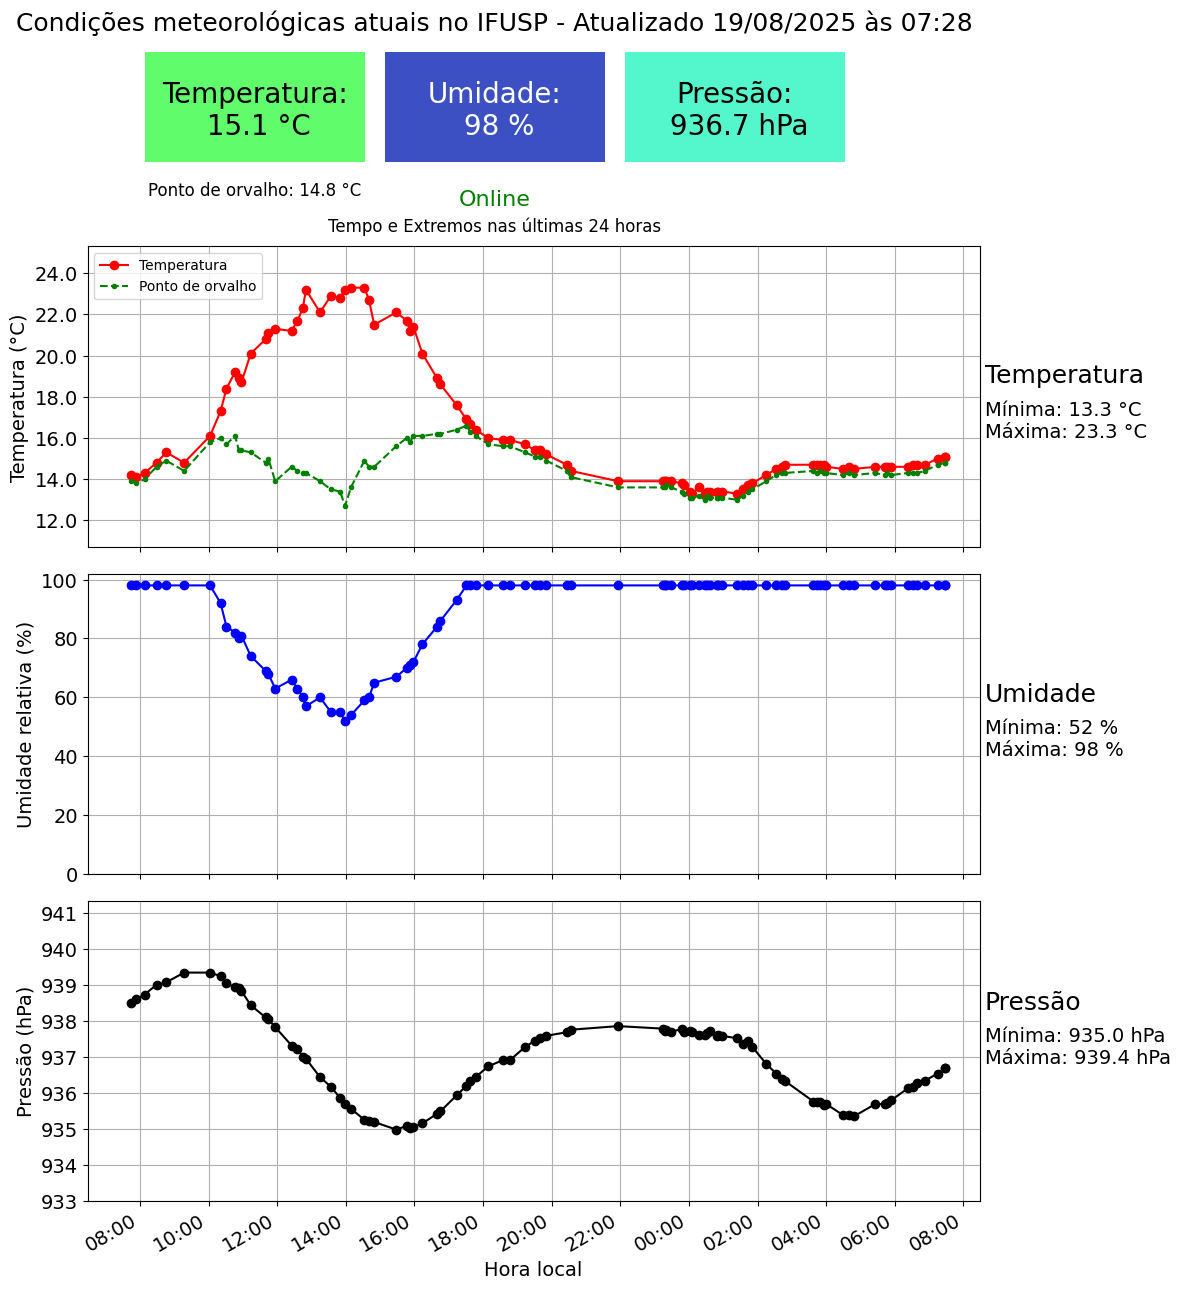 Condições meteorológicas atuais no IFUSP - Atualizado 19/08/2025 às 07:28
Temperatura:
15.1 °C
Umidade:
98 %
Pressão:
936.7 hPa
Ponto de orvalho: 14.8 °C
Online
Tempo e Extremos nas últimas 24 horas
Temperatura
Ponto de orvalho
Temperatura (°C)
24.0
22.0
20.0
18.0
16.0
14.0
12.0
Temperatura
Mínima: 13.3 °C
Máxima: 23.3 °C
Umidade relativa (%)
100
80
60
40
20
0
Umidade
Mínima: 52 %
Máxima: 98 %
Pressão (hPa)
941
940
939
938
937
936
935
934
933
Pressão
Mínima: 935.0 hPa
Máxima: 939.4 hPa
08:00
10:00
12:00
14:00
16:00
18:00
20:00
22:00
00:00
02:00
04:00
06:00
08:00
Hora local